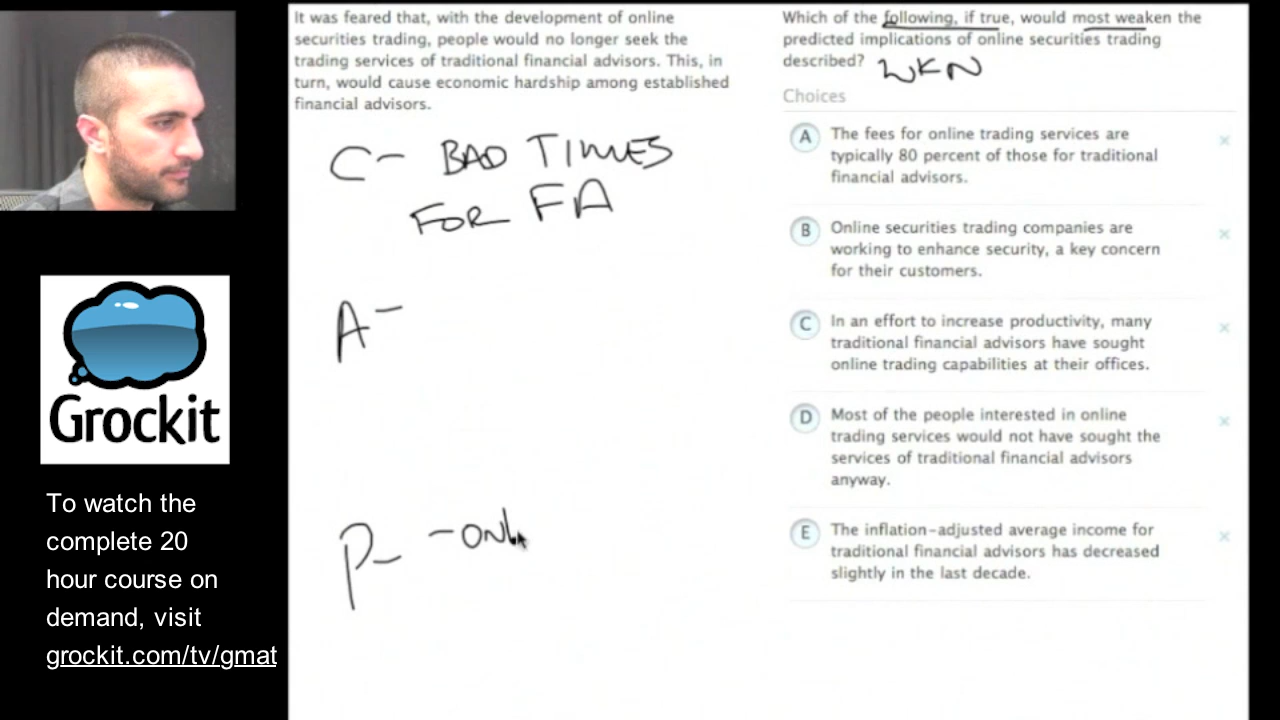 It was feared that, with the development of online
securities trading, people would no longer seek the
trading services of traditional financial advisors. This, in
turn, would cause economic hardship among established
financial advisors.
C- BAD TIMES
FOR FA
A-
P- -onl
Which of the following, if true, would most weaken the
predicted implications of online securities trading
described?
WKN
Choices
A The fees for online trading services are
typically 80 percent of those for traditional
financial advisors.
B Online securities trading companies are
working to enhance security, a key concern
for their customers.
C In an effort to increase productivity, many
traditional financial advisors have sought
online trading capabilities at their offices.
D Most of the people interested in online
trading services would not have sought the
services of traditional financial advisors
anyway.
E The inflation-adjusted average income for
traditional financial advisors has decreased
slightly in the last decade.
Grockit
To watch the
complete 20
hour course on
demand, visit
grockit.com/tv/gmat